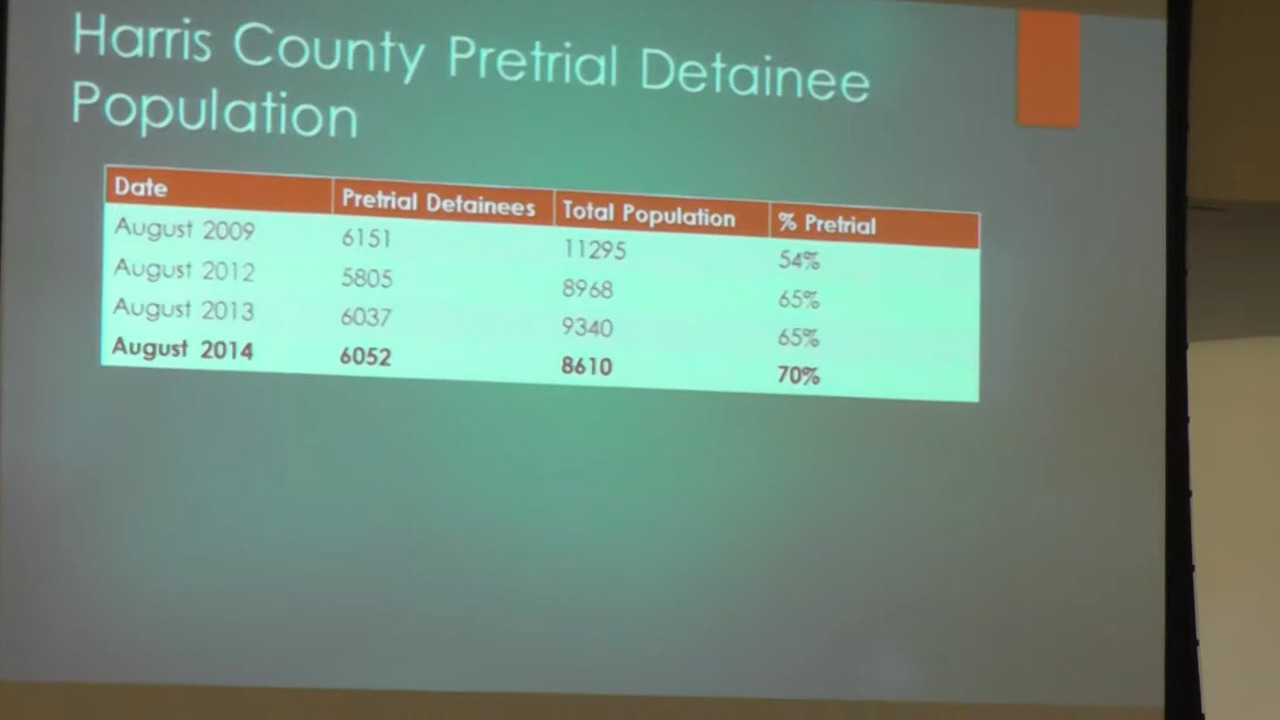 Harris County Pretrial Detainee
Population
Date Pretrial Detainees Total Population % Pretrial
August 2009 6151 11295 54%
August 2012 5805 8968 65%
August 2013 6037 9340 65%
August 2014 6052 8610 70%